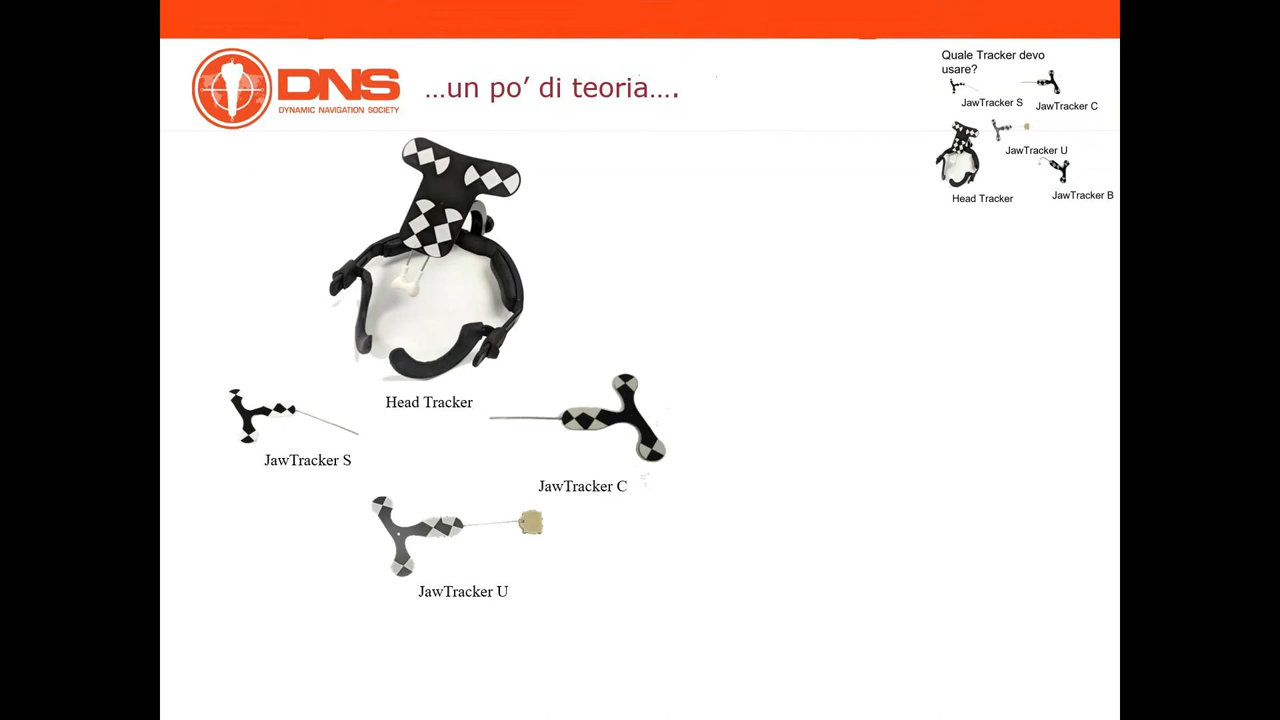 DNS
DYNAMIC NAVIGATION SOCIETY
...un po’ di teoria….
Quale Tracker devo
usare?
JawTracker S
JawTracker C
JawTracker U
Head Tracker
JawTracker B
Head Tracker
JawTracker S
JawTracker C
JawTracker U